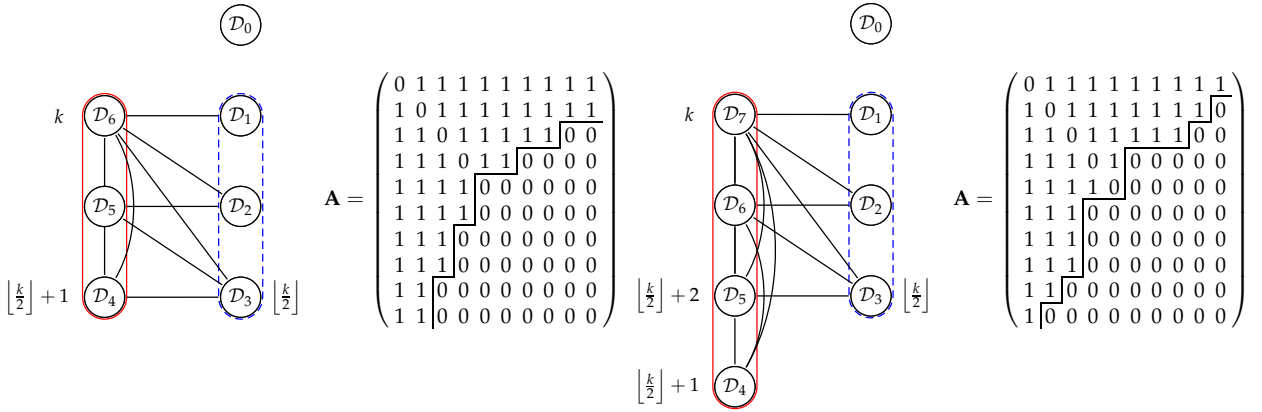 𝒟₀
k
𝒟₆
𝒟₁
𝒟₅
𝒟₂
⌊k/2⌋ + 1
𝒟₄
𝒟₃
⌊k/2⌋
A =
0 1 1 1 1 1 1 1 1 1
1 0 1 1 1 1 1 1 1 1
1 1 0 1 1 1 1 1 0 0
1 1 1 0 1 1 0 0 0 0
1 1 1 1 0 0 0 0 0 0
1 1 1 1 0 0 0 0 0 0
1 1 1 0 0 0 0 0 0 0
1 1 1 0 0 0 0 0 0 0
1 1 0 0 0 0 0 0 0 0
1 1 0 0 0 0 0 0 0 0
𝒟₀
k
𝒟₇
𝒟₁
𝒟₆
𝒟₂
⌊k/2⌋ + 2
𝒟₅
𝒟₃
⌊k/2⌋
⌊k/2⌋ + 1
𝒟₄
A =
0 1 1 1 1 1 1 1 1 1
1 0 1 1 1 1 1 1 1 0
1 1 0 1 1 1 1 1 0 0
1 1 1 0 1 0 0 0 0 0
1 1 1 1 0 0 0 0 0 0
1 1 1 0 0 0 0 0 0 0
1 1 1 0 0 0 0 0 0 0
1 1 1 0 0 0 0 0 0 0
1 1 0 0 0 0 0 0 0 0
1 0 0 0 0 0 0 0 0 0